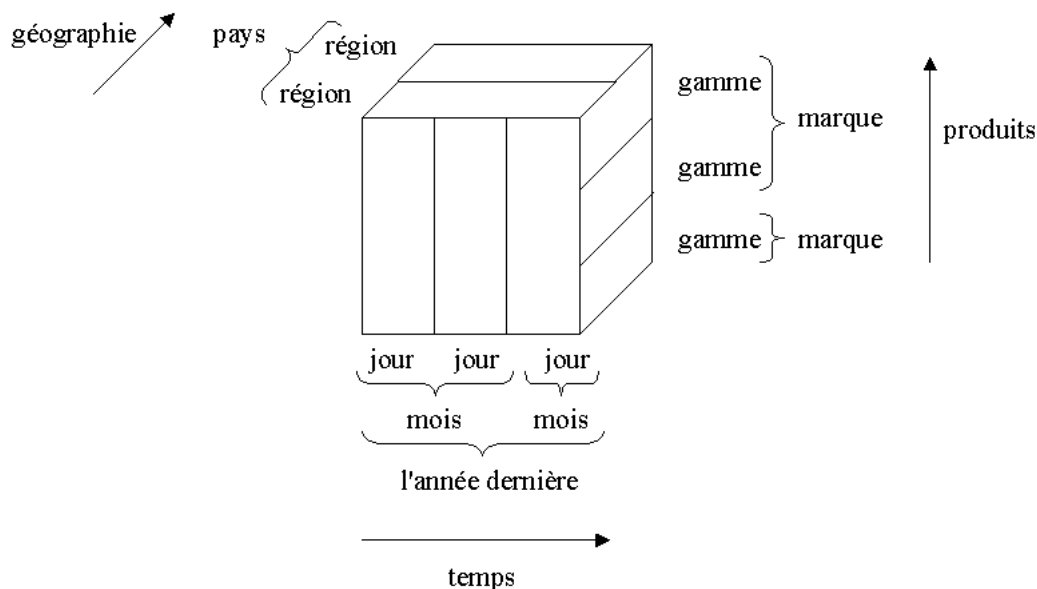 géographie
pays
région
région
gamme
marque
gamme
produits
gamme
marque
jour jour jour
mois mois
l'année dernière
temps